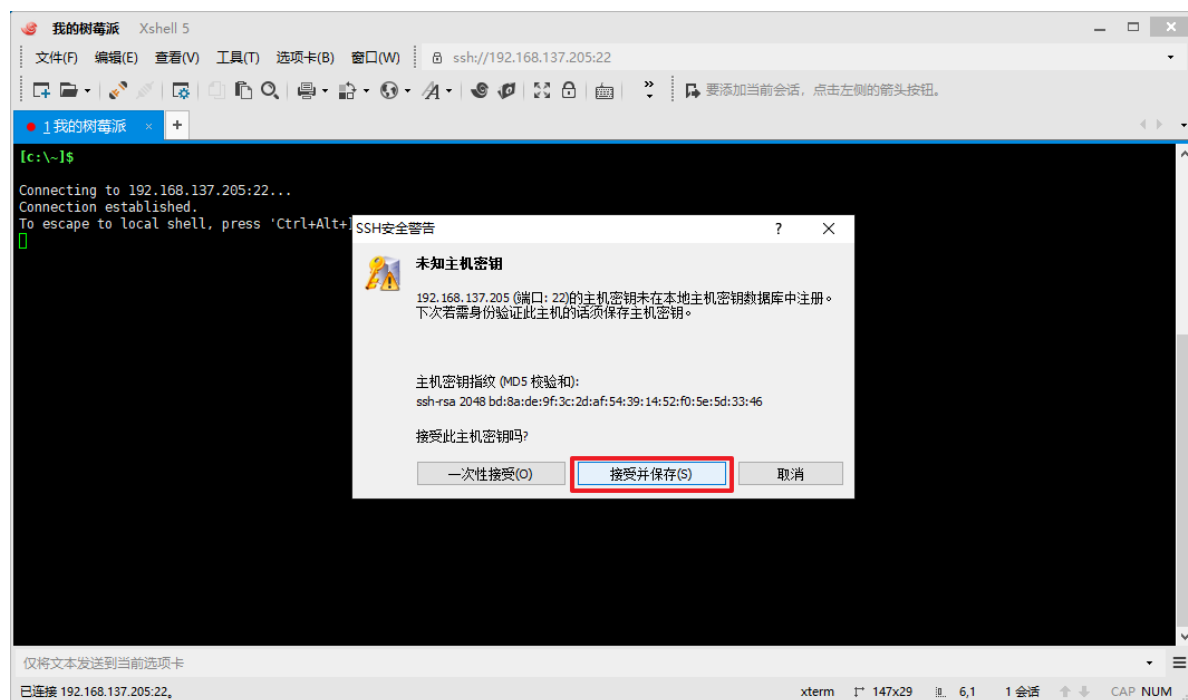 我的树莓派 Xshell 5
文件(F) 编辑(E) 查看(V) 工具(T) 选项卡(B) 窗口(W) ssh://192.168.137.205:22
要添加当前会话，点击左侧的箭头按钮。
1 我的树莓派 × +
[c:\~]$
Connecting to 192.168.137.205:22...
Connection established.
To escape to local shell, press 'Ctrl+Alt+]
SSH安全警告 ? ×
未知主机密钥
192.168.137.205 (端口: 22)的主机密钥未在本地主机密钥数据库中注册。
下次若需身份验证此主机的话须保存主机密钥。
主机密钥指纹 (MD5 校验和):
ssh-rsa 2048 bd:8a:de:9f:3c:2d:af:54:39:14:52:f0:5e:5d:33:46
接受此主机密钥吗?
一次性接受(O) 接受并保存(S) 取消
仅将文本发送到当前选项卡
已连接 192.168.137.205:22。 xterm 147x29 6,1 1 会话 CAP NUM